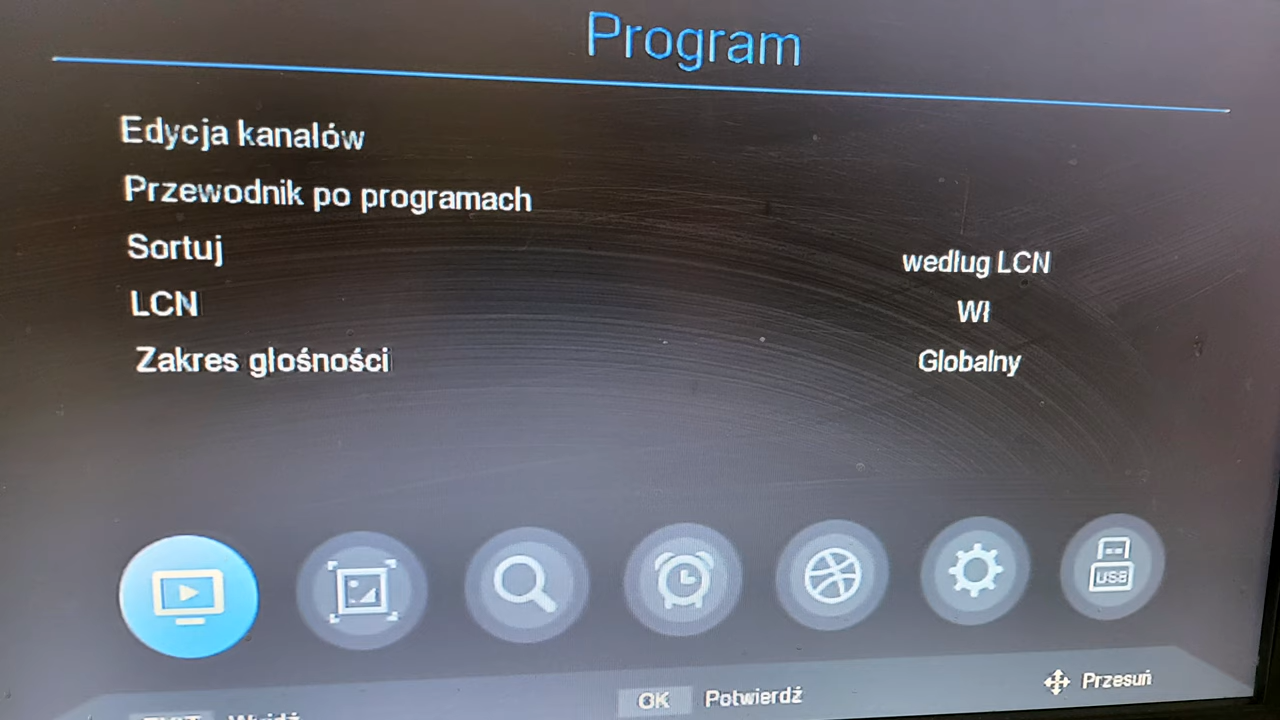 Program
Edycja kanałów
Przewodnik po programach
Sortuj według LCN
LCN Wł
Zakres głośności Globalny
USB
OK Potwierdź Przesuń